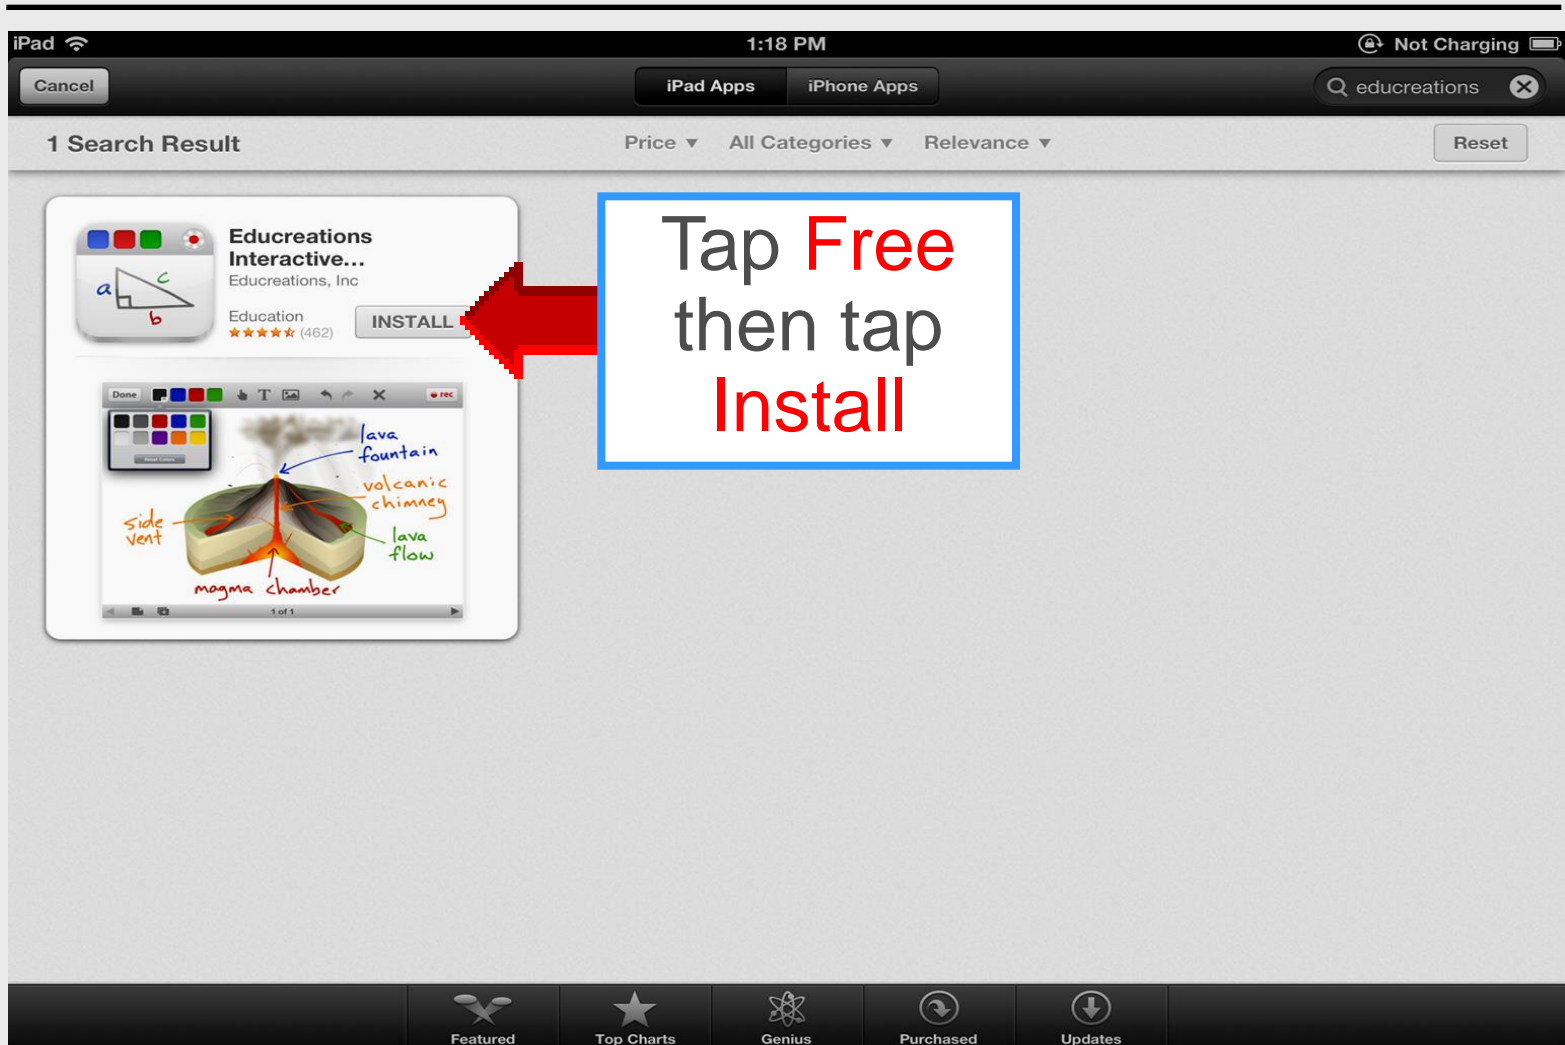 iPad 1:18 PM Not Charging
Cancel iPad Apps iPhone Apps educreations
1 Search Result Price ▼ All Categories ▼ Relevance ▼ Reset
Educreations
Interactive...
Educreations, Inc
Education
(462)
INSTALL
Tap Free
then tap
Install
a c b
Done T rec
Reset Colors
lava
fountain
volcanic
chimney
side
vent
lava
flow
magma chamber
1 of 1
Featured Top Charts Genius Purchased Updates